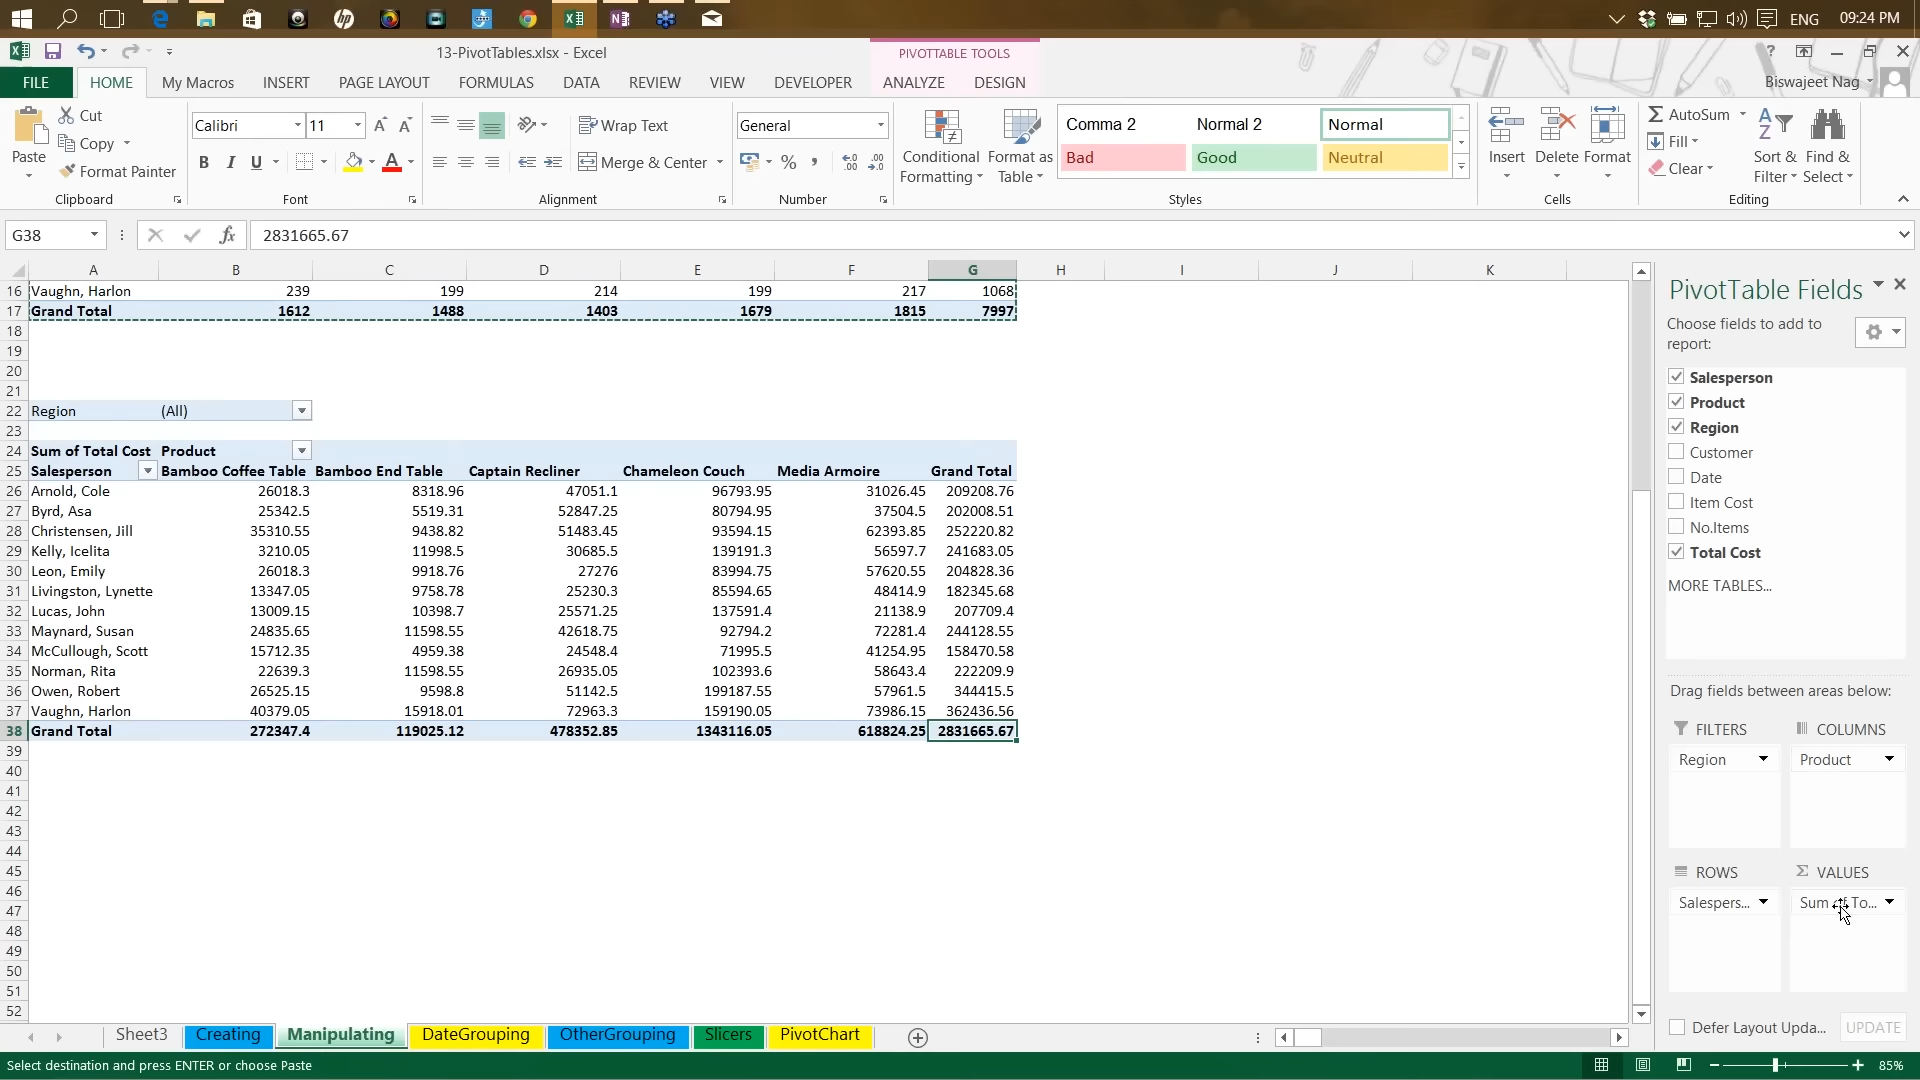 ENG 09:24 PM
13-PivotTables.xlsx - Excel
PIVOTTABLE TOOLS
?
FILE HOME My Macros INSERT PAGE LAYOUT FORMULAS DATA REVIEW VIEW DEVELOPER ANALYZE DESIGN Biswajeet Nag
Cut
Copy
Format Painter
Paste
Clipboard
Calibri 11
B I U
Font
Wrap Text
Merge & Center
Alignment
General
%
Number
Conditional Formatting
Format as Table
Comma 2 Normal 2 Normal
Bad Good Neutral
Styles
Insert Delete Format
Cells
AutoSum
Fill
Clear
Sort & Filter
Find & Select
Editing
G38 fx 2831665.67
A B C D E F G H I J K
16 Vaughn, Harlon 239 199 214 199 217 1068
17 Grand Total 1612 1488 1403 1679 1815 7997
18
19
20
21
22 Region (All)
23
24 Sum of Total Cost Product
25 Salesperson Bamboo Coffee Table Bamboo End Table Captain Recliner Chameleon Couch Media Armoire Grand Total
26 Arnold, Cole 26018.3 8318.96 47051.1 96793.95 31026.45 209208.76
27 Byrd, Asa 25342.5 5519.31 52847.25 80794.95 37504.5 202008.51
28 Christensen, Jill 35310.55 9438.82 51483.45 93594.15 62393.85 252220.82
29 Kelly, Icelita 3210.05 11998.5 30685.5 139191.3 56597.7 241683.05
30 Leon, Emily 26018.3 9918.76 27276 83994.75 57620.55 204828.36
31 Livingston, Lynette 13347.05 9758.78 25230.3 85594.65 48414.9 182345.68
32 Lucas, John 13009.15 10398.7 25571.25 137591.4 21138.9 207709.4
33 Maynard, Susan 24835.65 11598.55 42618.75 92794.2 72281.4 244128.55
34 McCullough, Scott 15712.35 4959.38 24548.4 71995.5 41254.95 158470.58
35 Norman, Rita 22639.3 11598.55 26935.05 102393.6 58643.4 222209.9
36 Owen, Robert 26525.15 9598.8 51142.5 199187.55 57961.5 344415.5
37 Vaughn, Harlon 40379.05 15918.01 72963.3 159190.05 73986.15 362436.56
38 Grand Total 272347.4 119025.12 478352.85 1343116.05 618824.25 2831665.67
39
40
41
42
43
44
45
46
47
48
49
50
51
52
PivotTable Fields
Choose fields to add to
report:
Salesperson
Product
Region
Customer
Date
Item Cost
No.Items
Total Cost
MORE TABLES...
Drag fields between areas below:
FILTERS COLUMNS
Region Product
ROWS VALUES
Salespers... Sum of To...
Defer Layout Upda... UPDATE
Sheet3 Creating Manipulating DateGrouping OtherGrouping Slicers PivotChart
Select destination and press ENTER or choose Paste 85%